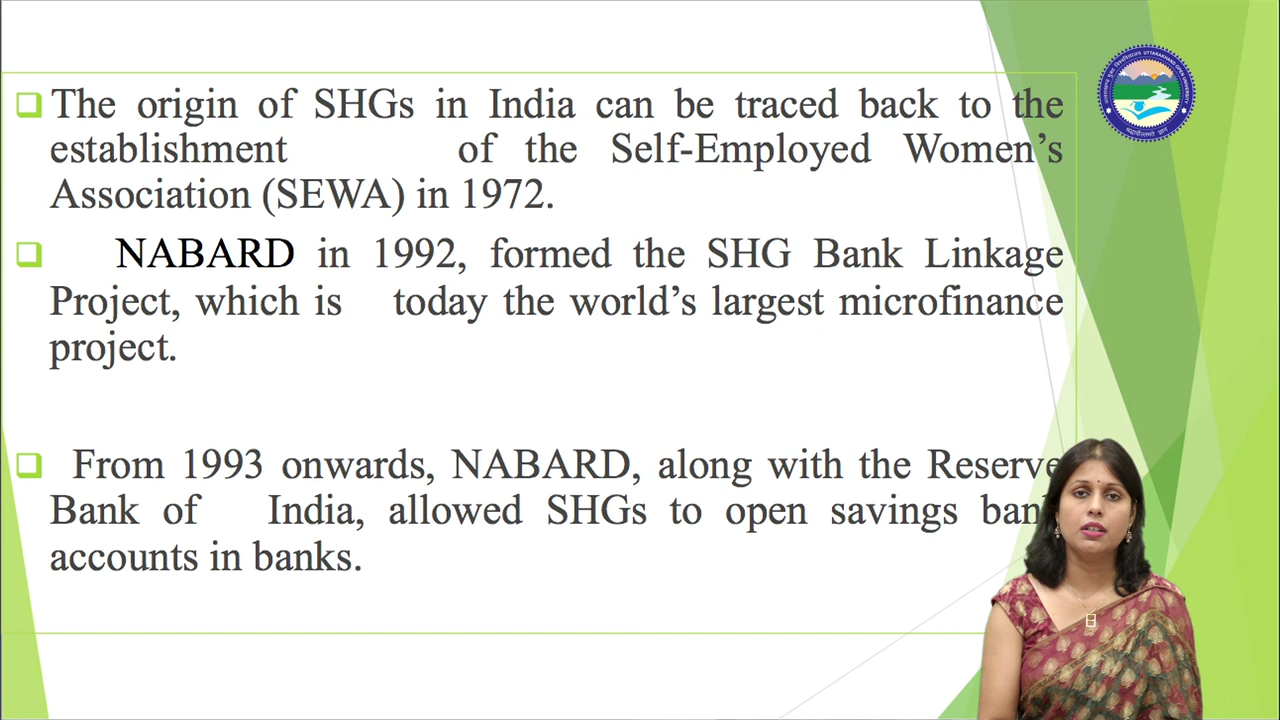 The origin of SHGs in India can be traced back to the
establishment of the Self-Employed Women's
Association (SEWA) in 1972.
NABARD in 1992, formed the SHG Bank Linkage
Project, which is today the world's largest microfinance
project.
From 1993 onwards, NABARD, along with the Reserve
Bank of India, allowed SHGs to open savings bank
accounts in banks.
UTTARAKHAND OPEN UNIVERSITY